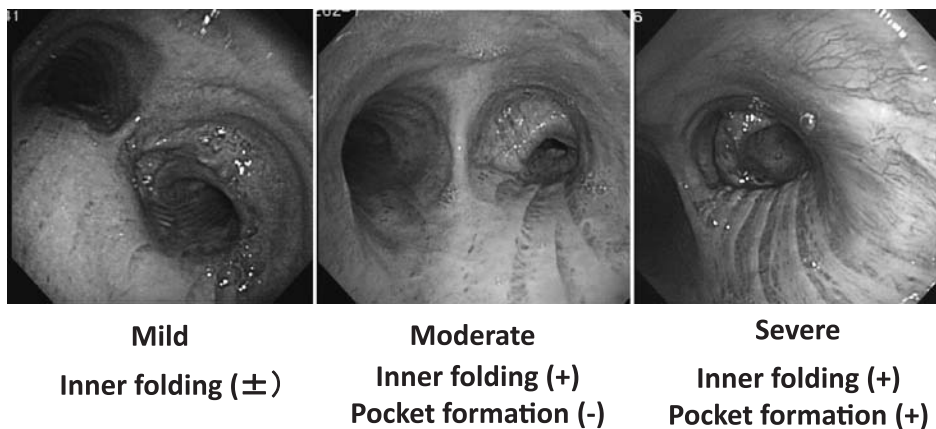 Mild
Inner folding (±)
Moderate
Inner folding (+)
Pocket formation (-)
Severe
Inner folding (+)
Pocket formation (+)